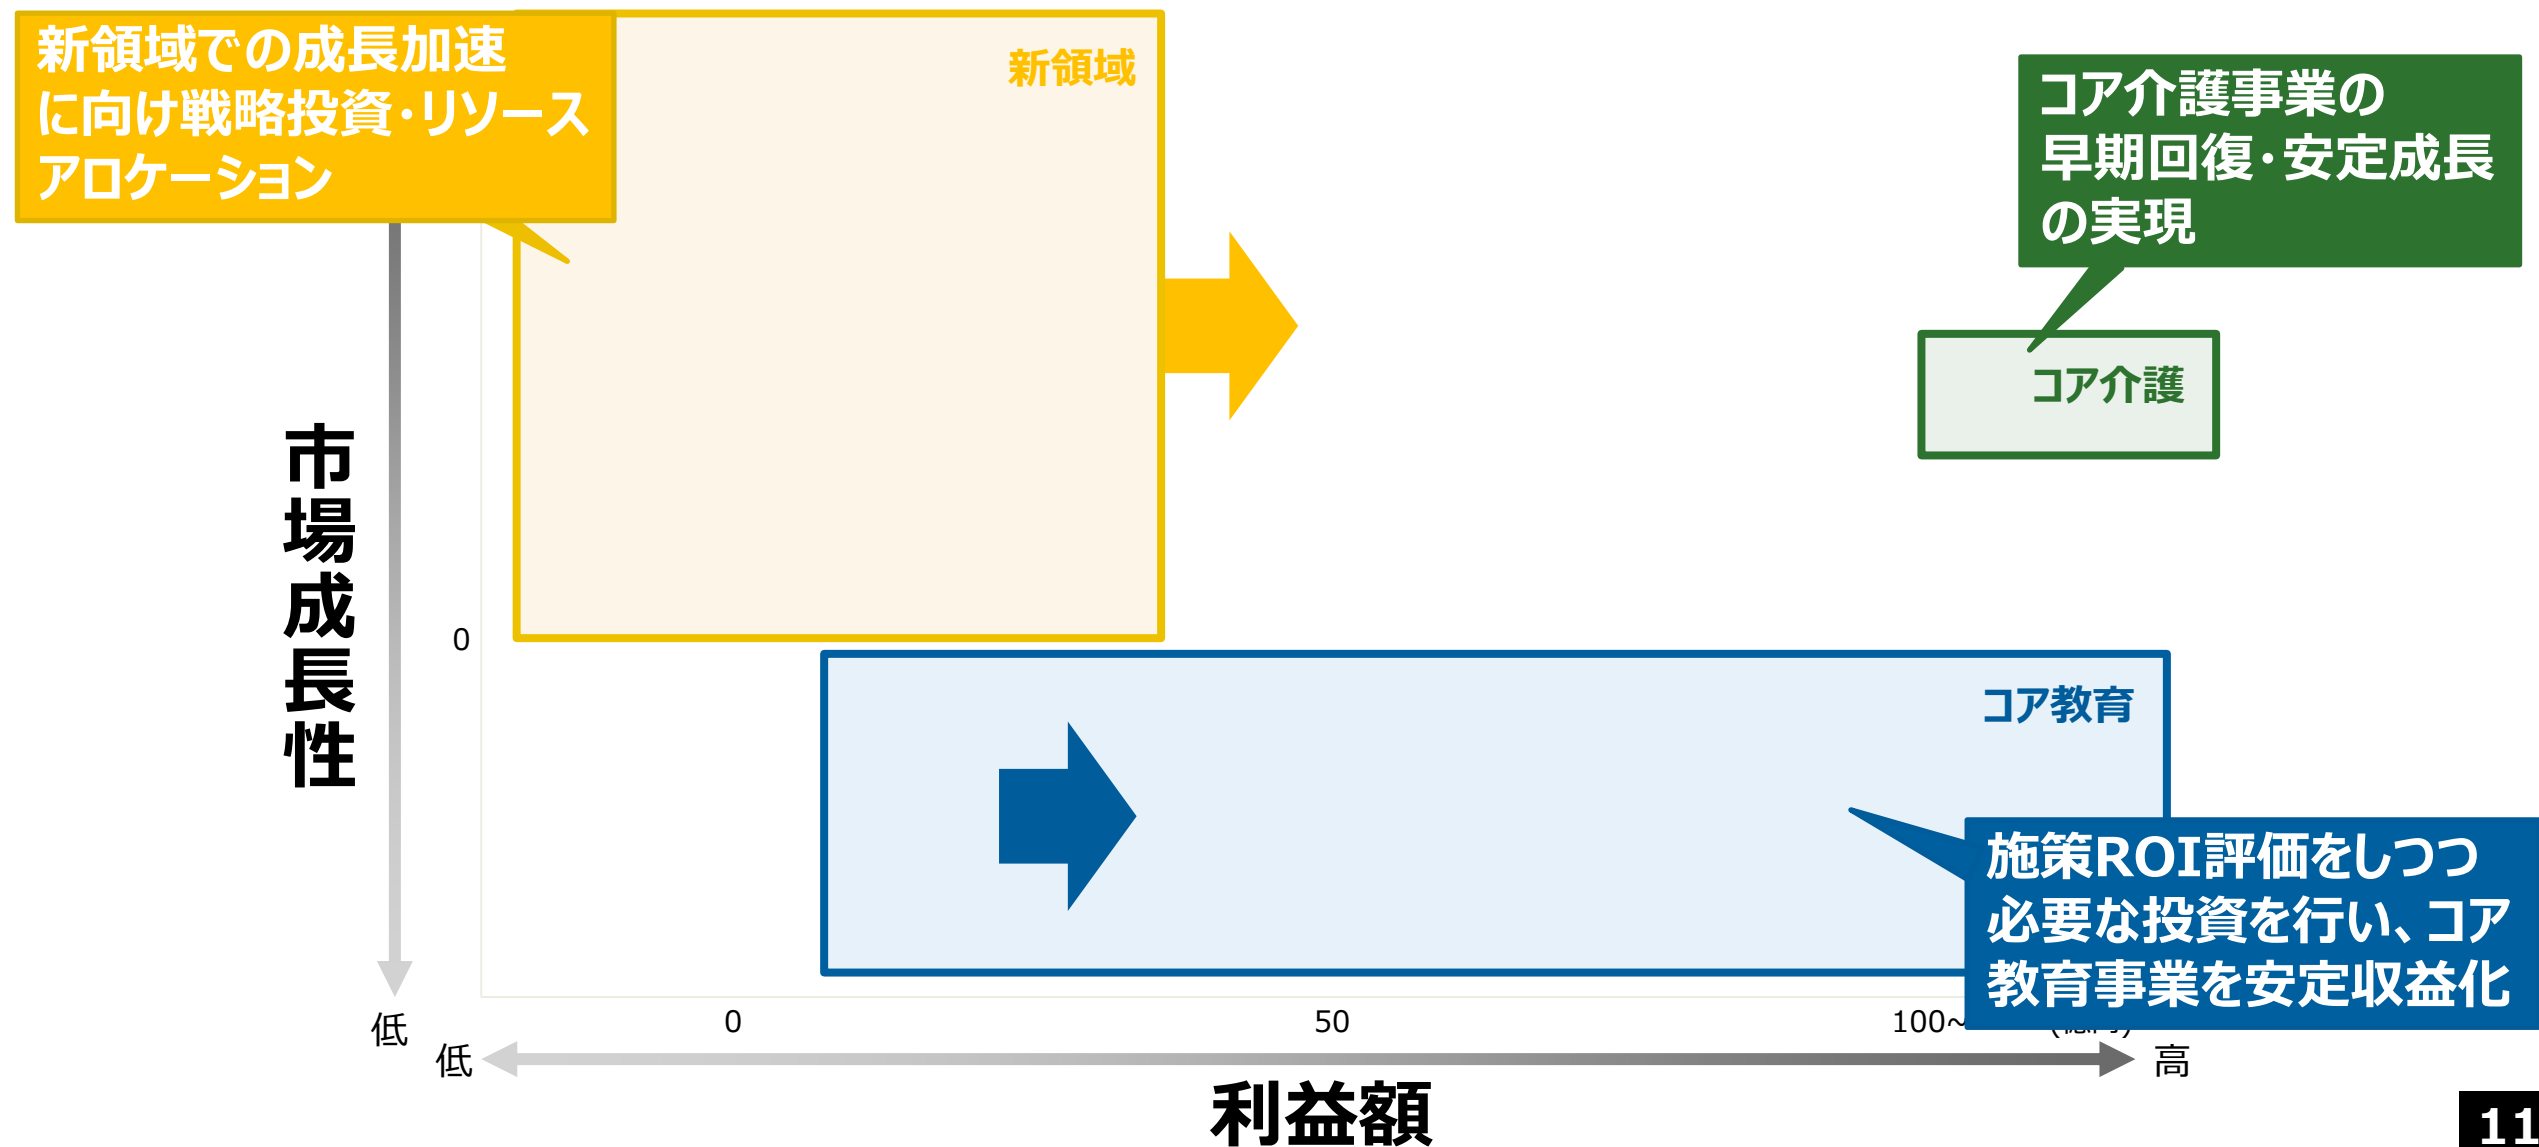 新領域での成長加速
に向け戦略投資・リソース
アロケーション
新領域
コア介護事業の
早期回復・安定成長
の実現
コア介護
市場成長性
0
コア教育
施策ROI評価をしつつ
必要な投資を行い、コア
教育事業を安定収益化
低
0
50
100~
低
高
利益額
11